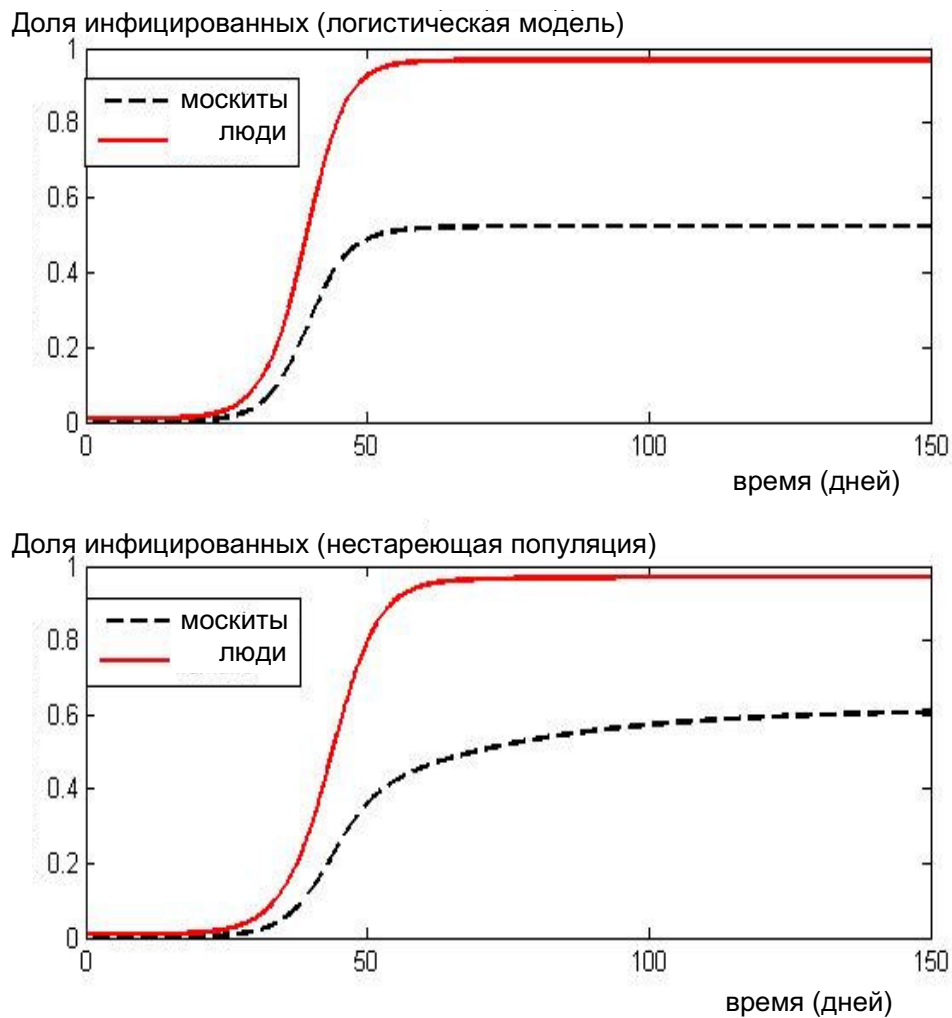 Доля инфицированных (логистическая модель)
1
москиты
люди
0.8
0.6
0.4
0.2
0
0 50 100 150
время (дней)
Доля инфицированных (нестареющая популяция)
1
москиты
люди
0.8
0.6
0.4
0.2
0
0 50 100 150
время (дней)